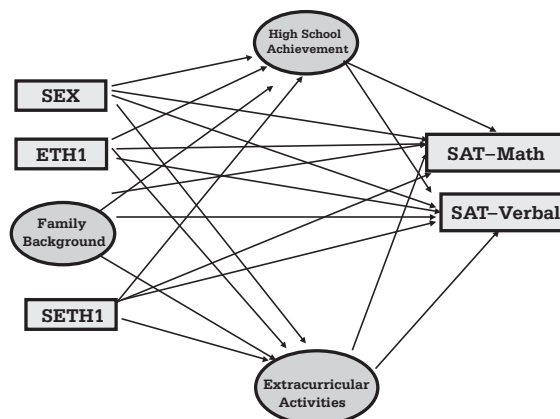 High School
Achievement
SEX
ETH1
SAT–Math
SAT–Verbal
Family
Background
SETH1
Extracurricular
Activities